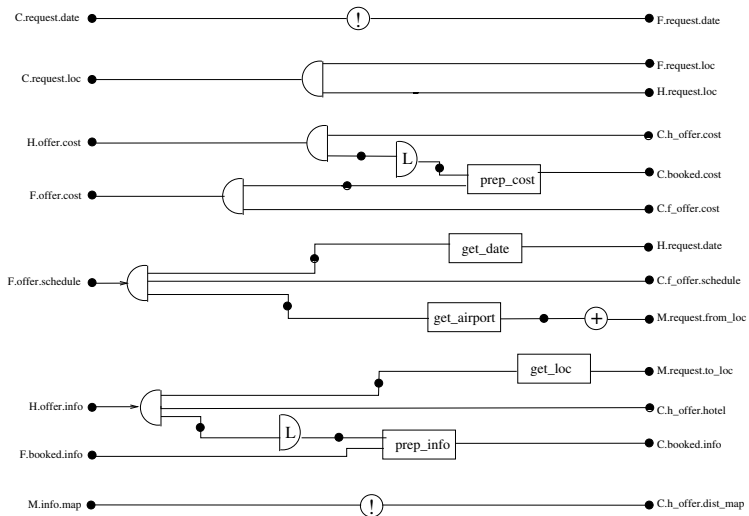 C.request.date
!
F.request.date
C.request.loc
F.request.loc
H.request.loc
H.offer.cost
C.h_offer.cost
L
prep_cost
C.booked.cost
F.offer.cost
C.f_offer.cost
get_date
H.request.date
F.offer.schedule
C.f_offer.schedule
get_airport
+
M.request.from_loc
get_loc
M.request.to_loc
H.offer.info
C.h_offer.hotel
L
prep_info
C.booked.info
F.booked.info
M.info.map
!
C.h_offer.dist_map